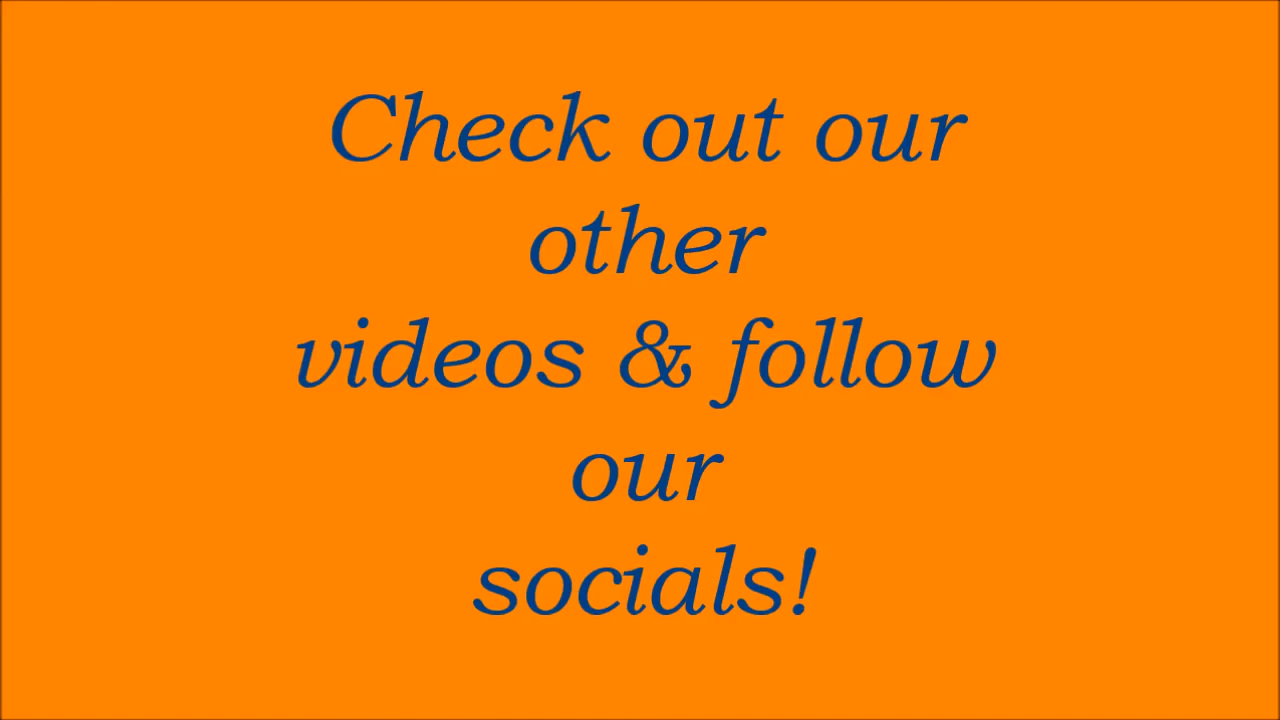 Check out our
other
videos & follow
our
socials!